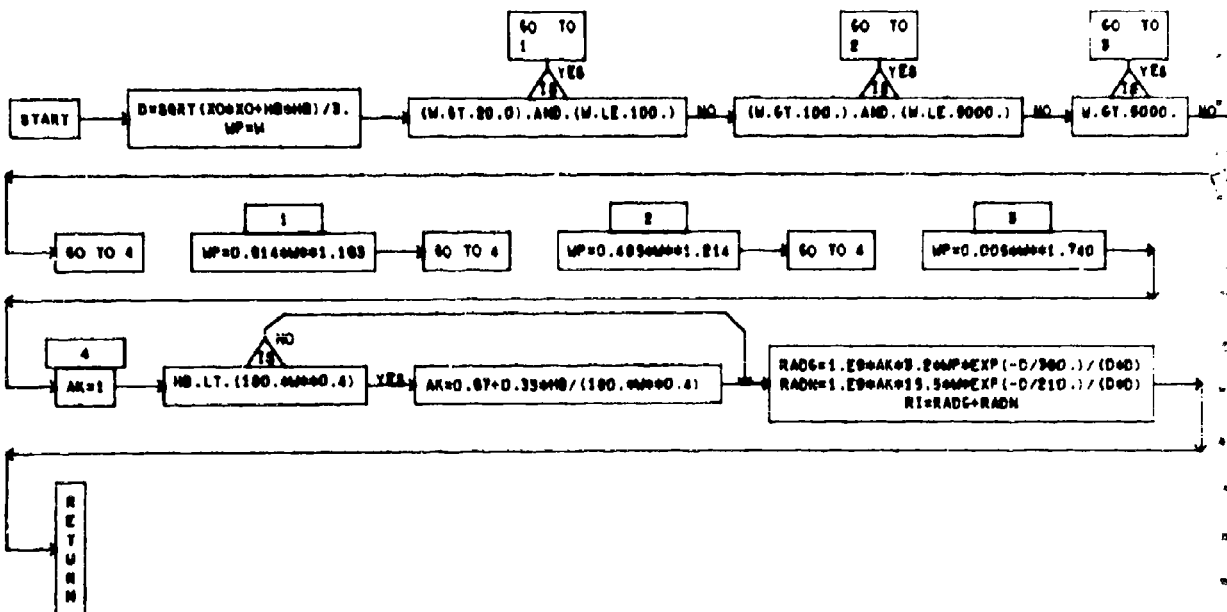 GO TO
1
GO TO
2
GO TO
3
YES
YES
YES
IS
IS
IS
START
D=SQRT(XO*XO+HB*HB)/3.
WP=W
(W.GT.20.0).AND.(W.LE.100.)
NO
(W.GT.100.).AND.(W.LE.5000.)
NO
W.GT.5000.
NO
1
2
3
GO TO 4
WP=0.614*W**1.163
GO TO 4
WP=0.485*W**1.214
GO TO 4
WP=0.005*W**1.740
NO
IS
4
AK=1
HB.LT.(180.*W**0.4)
YES
AK=0.67+0.33*HB/(180.*W**0.4)
RADG=1.E9*AK*3.2*WP*EXP(-D/300.)/(D*D)
RADN=1.E9*AK*15.5*W*EXP(-D/210.)/(D*D)
RI=RADG+RADN
RETURN